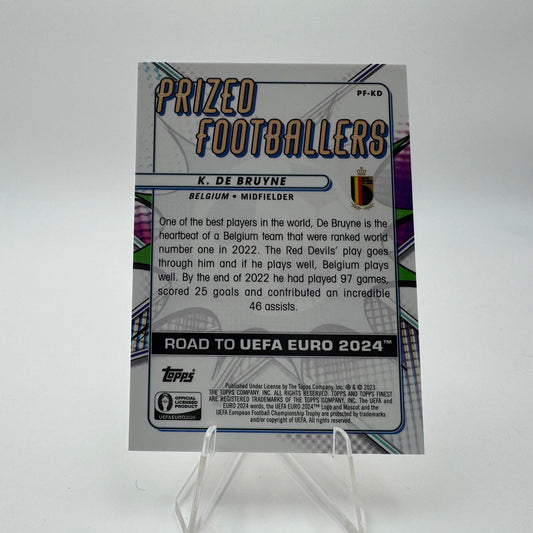 PF-KD
PRIZED
FOOTBALLERS
K. DE BRUYNE
BELGIUM • MIDFIELDER
One of the best players in the world, De Bruyne is the
heartbeat of a Belgium team that were ranked world
number one in 2022. The Red Devils' play goes
through him and if he plays well, Belgium plays
well. By the end of 2022 he had played 97 games,
scored 25 goals and contributed an incredible
46 assists.
ROAD TO UEFA EURO 2024™
Topps
OFFICIAL
LICENSED
PRODUCT
UEFA EURO2024
Published Under License by The Topps Company, Inc. ® & © 2023
THE TOPPS COMPANY, INC. ALL RIGHTS RESERVED. TOPPS AND TOPPS FINEST
ARE REGISTERED TRADEMARKS OF THE TOPPS COMPANY, INC. The UEFA and
EURO 2024 words, the UEFA EURO 2024™ Logo and Mascot and the
UEFA European Football Championship Trophy are protected by trademarks
and/or copyright of UEFA. All rights reserved.